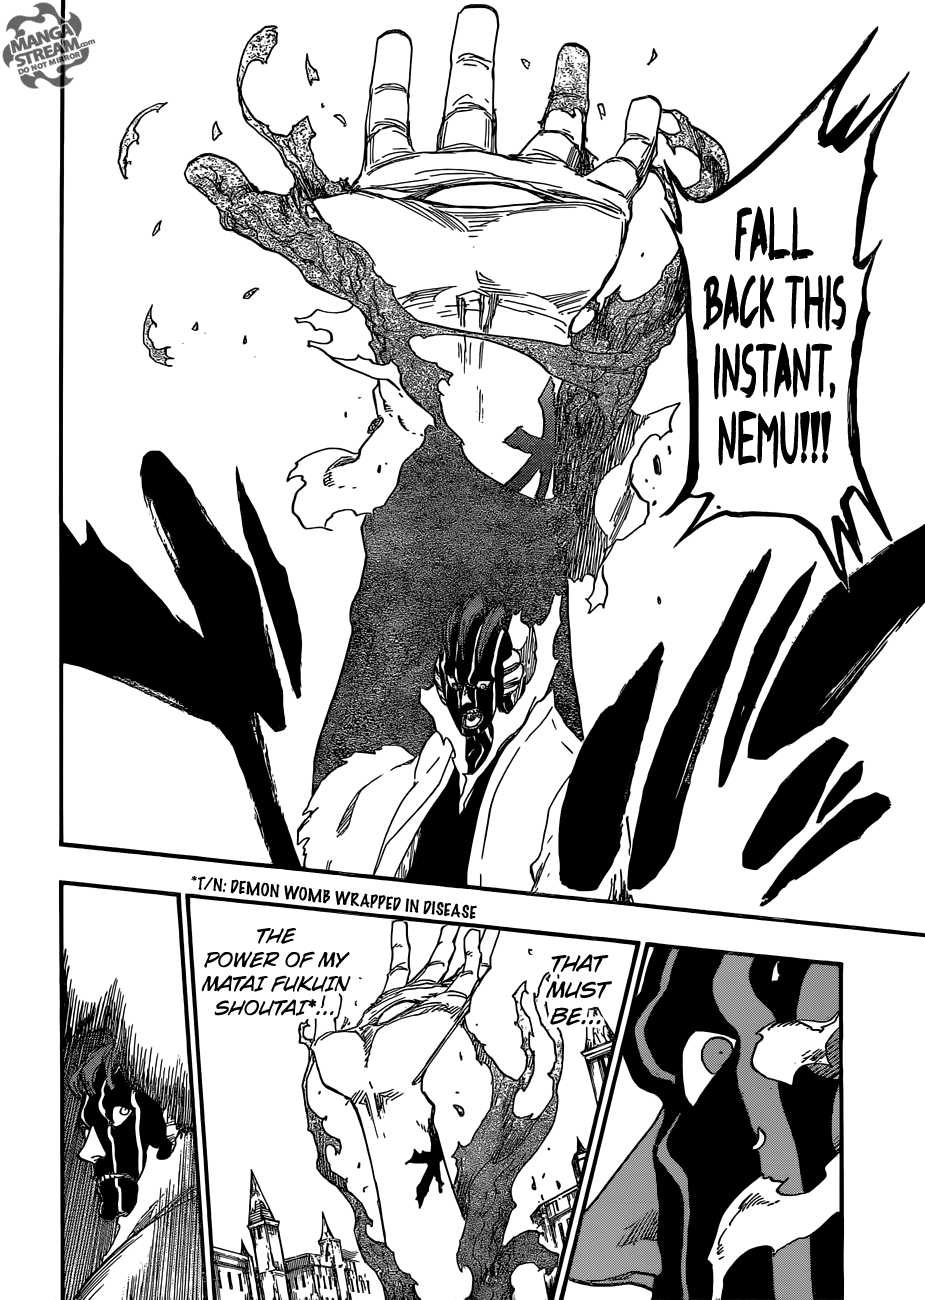 MANGA
STREAM.com
DO NOT MIRROR!
FALL
BACK THIS
INSTANT,
NEMU!!!
*T/N: DEMON WOMB WRAPPED IN DISEASE
THAT
MUST
BE...
THE
POWER OF MY
MATAI FUKUIN
SHOUTAI*!...